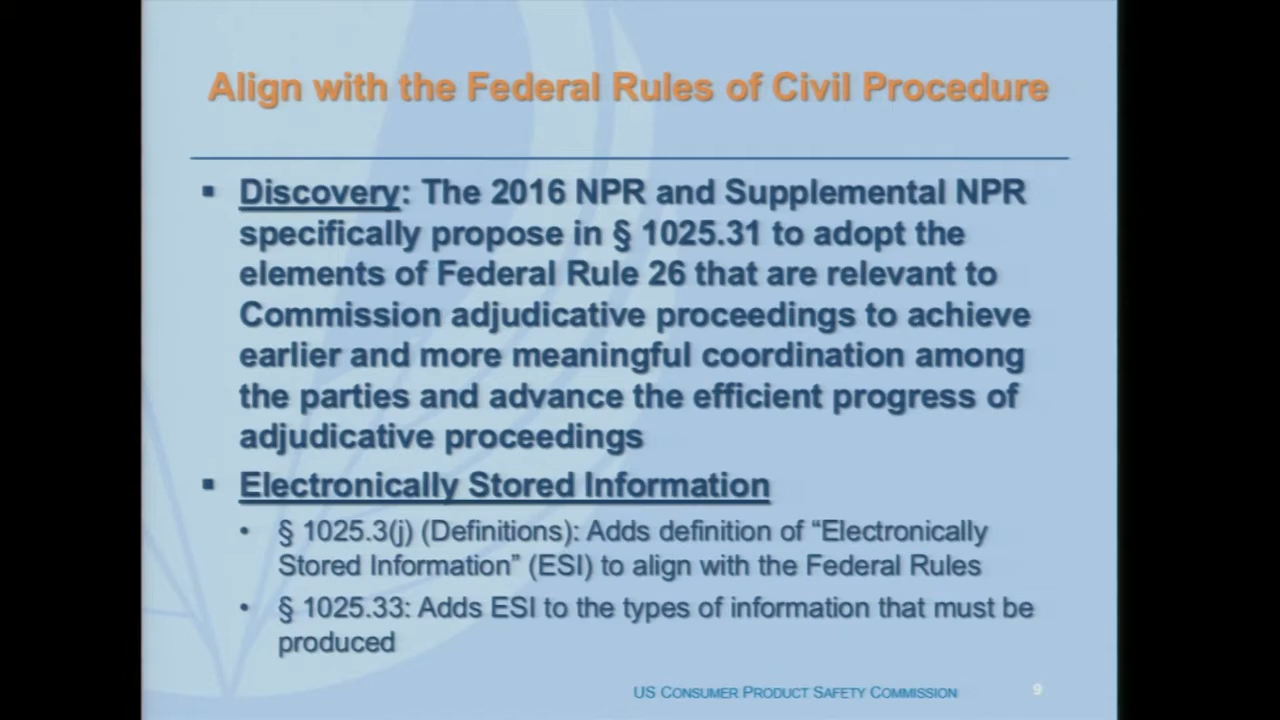 Align with the Federal Rules of Civil Procedure
▪ Discovery: The 2016 NPR and Supplemental NPR
specifically propose in § 1025.31 to adopt the
elements of Federal Rule 26 that are relevant to
Commission adjudicative proceedings to achieve
earlier and more meaningful coordination among
the parties and advance the efficient progress of
adjudicative proceedings
▪ Electronically Stored Information
• § 1025.3(j) (Definitions): Adds definition of “Electronically
Stored Information” (ESI) to align with the Federal Rules
• § 1025.33: Adds ESI to the types of information that must be
produced
US CONSUMER PRODUCT SAFETY COMMISSION 9